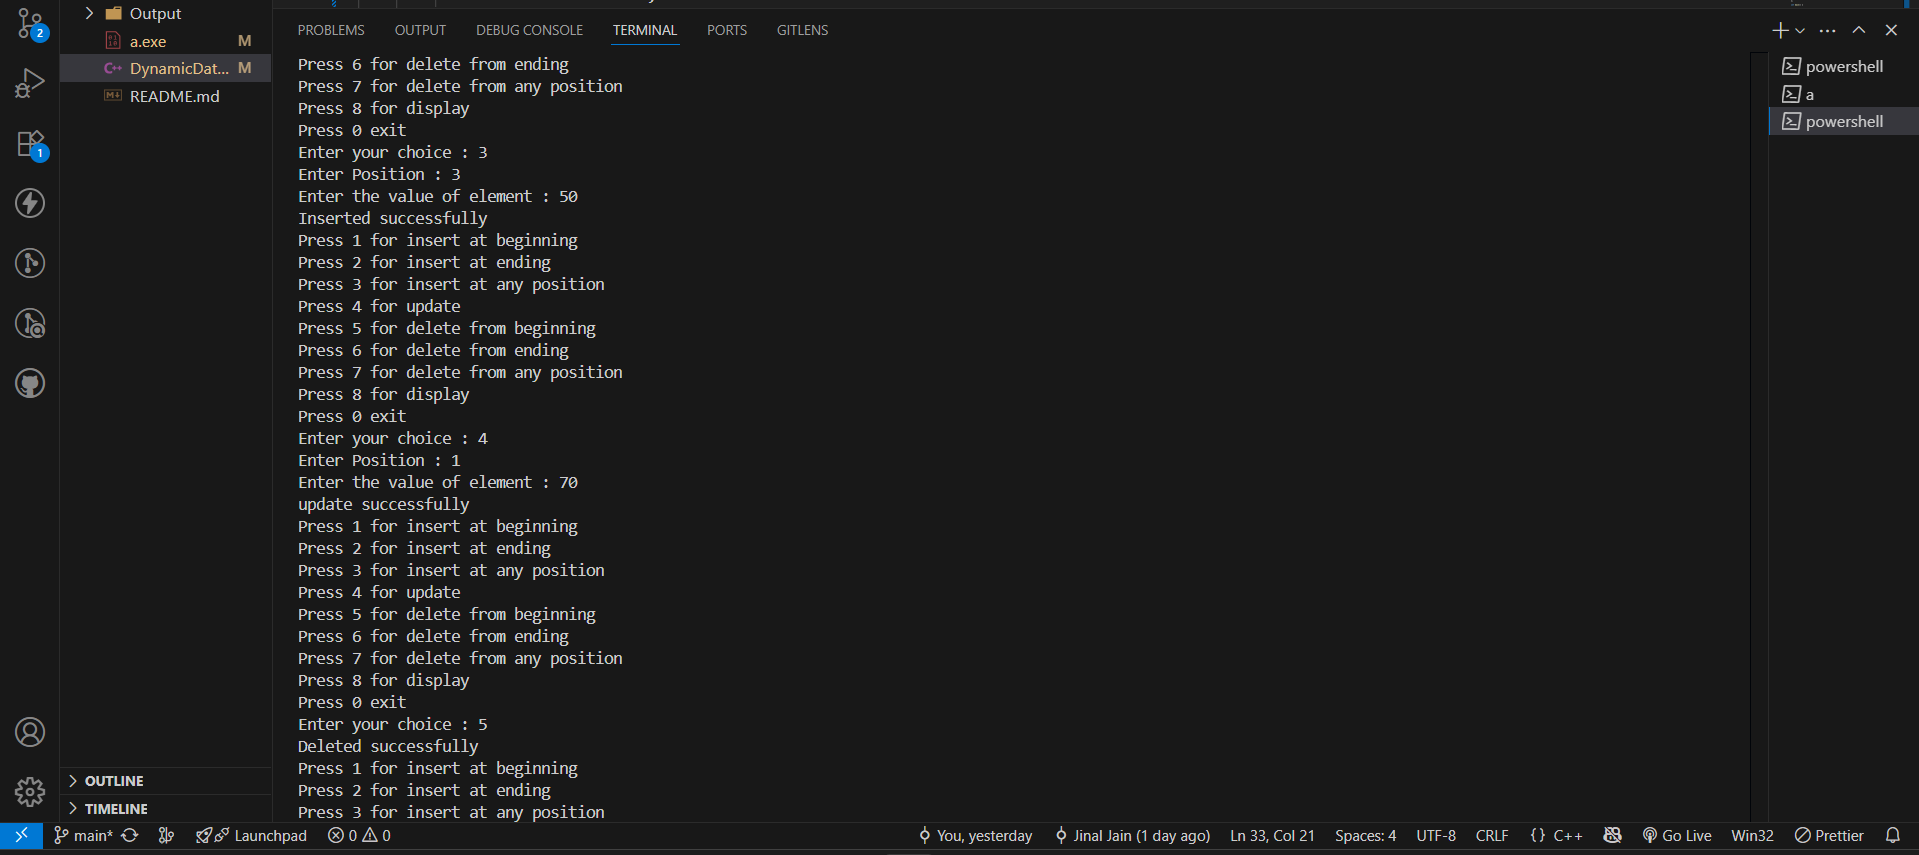 Output
a.exe M
DynamicDat... M
README.md
2
1
OUTLINE
TIMELINE
PROBLEMS OUTPUT DEBUG CONSOLE TERMINAL PORTS GITLENS
Press 6 for delete from ending
Press 7 for delete from any position
Press 8 for display
Press 0 exit
Enter your choice : 3
Enter Position : 3
Enter the value of element : 50
Inserted successfully
Press 1 for insert at beginning
Press 2 for insert at ending
Press 3 for insert at any position
Press 4 for update
Press 5 for delete from beginning
Press 6 for delete from ending
Press 7 for delete from any position
Press 8 for display
Press 0 exit
Enter your choice : 4
Enter Position : 1
Enter the value of element : 70
update successfully
Press 1 for insert at beginning
Press 2 for insert at ending
Press 3 for insert at any position
Press 4 for update
Press 5 for delete from beginning
Press 6 for delete from ending
Press 7 for delete from any position
Press 8 for display
Press 0 exit
Enter your choice : 5
Deleted successfully
Press 1 for insert at beginning
Press 2 for insert at ending
Press 3 for insert at any position
powershell
a
powershell
main* Launchpad 0 0 You, yesterday Jinal Jain (1 day ago) Ln 33, Col 21 Spaces: 4 UTF-8 CRLF {} C++ Go Live Win32 Prettier